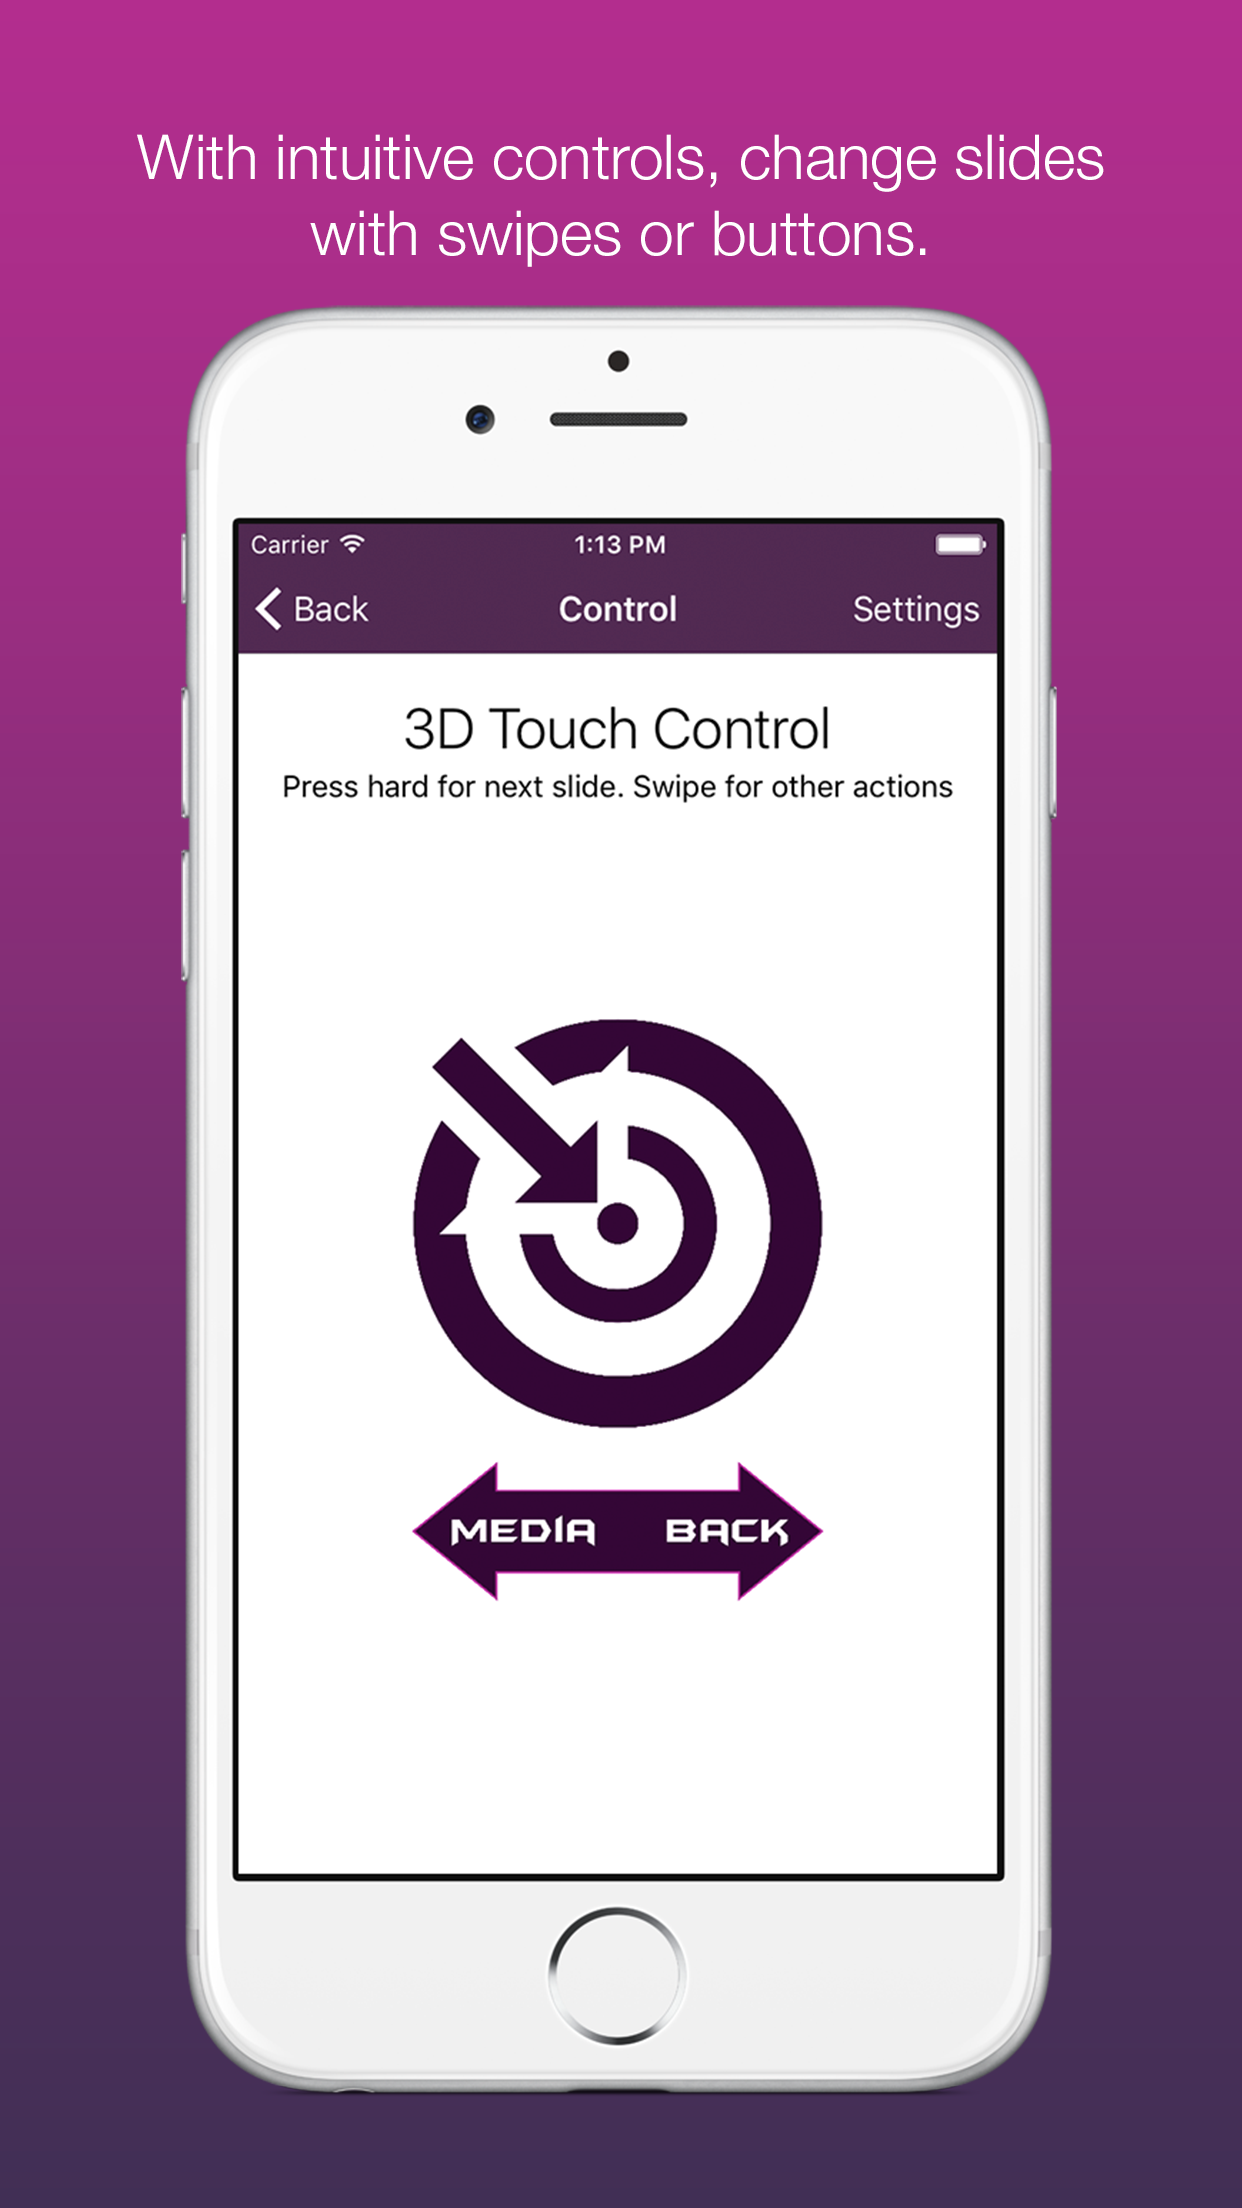 With intuitive controls, change slides
with swipes or buttons.
Carrier 1:13 PM
Back Control Settings
3D Touch Control
Press hard for next slide. Swipe for other actions
MEDIA BACK